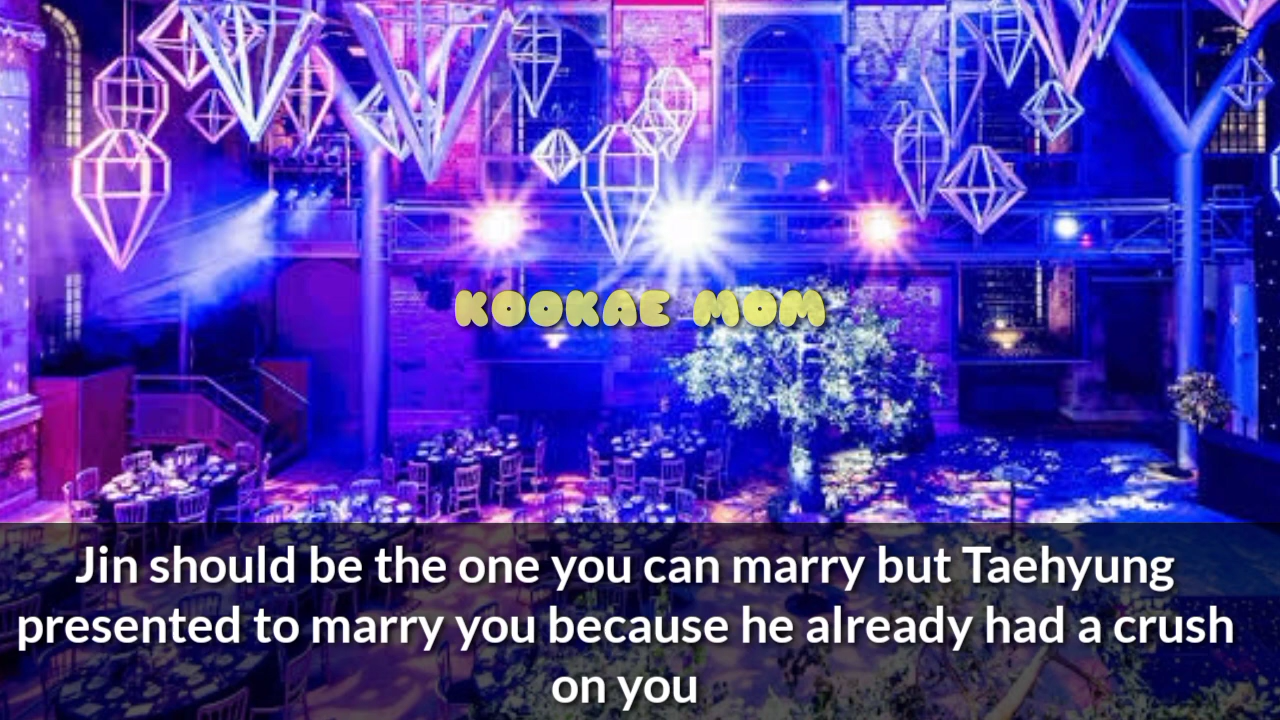 KOOKAE MOM
Jin should be the one you can marry but Taehyung
presented to marry you because he already had a crush
on you